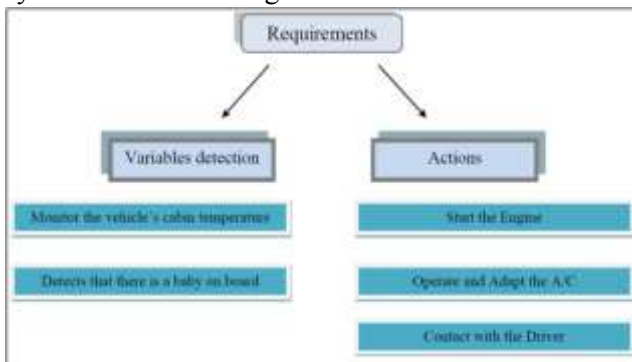 Requirements
Variables detection
Actions
Monitor the vehicle's cabin temperature
Start the Engine
Detects that there is a baby on board
Operate and Adapt the A/C
Contact with the Driver